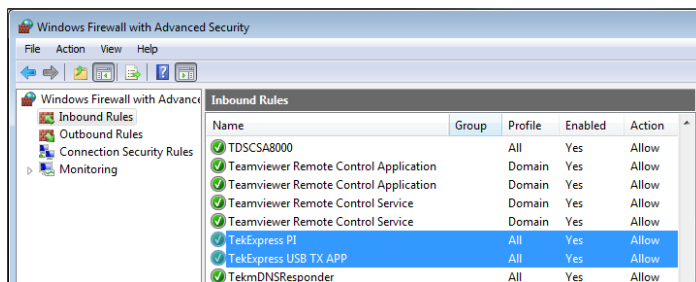 Windows Firewall with Advanced Security
File Action View Help
Windows Firewall with Advance
Inbound Rules
Outbound Rules
Connection Security Rules
Monitoring
Inbound Rules
Name Group Profile Enabled Action
TDSCSA8000 All Yes Allow
Teamviewer Remote Control Application Domain Yes Allow
Teamviewer Remote Control Application Domain Yes Allow
Teamviewer Remote Control Service Domain Yes Allow
Teamviewer Remote Control Service Domain Yes Allow
TekExpress PI All Yes Allow
TekExpress USB TX APP All Yes Allow
TekmDNSResponder All Yes Allow